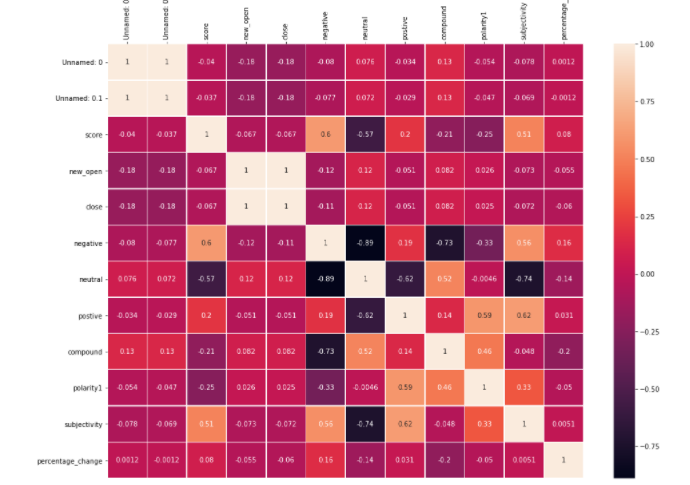 Unnamed: 0
Unnamed: 0
score
new_open
close
negative
neutral
postive
compound
polarity1
subjectivity
percentage_
Unnamed: 0 1 1 -0.04 -0.18 -0.18 -0.08 0.076 -0.034 0.13 -0.054 -0.078 0.0012
Unnamed: 0.1 1 1 -0.037 -0.18 -0.18 -0.077 0.072 -0.029 0.13 -0.047 -0.069 -0.0012
score -0.04 -0.037 1 -0.067 -0.067 0.6 -0.57 0.2 -0.21 -0.25 0.51 0.08
new_open -0.18 -0.18 -0.067 1 1 -0.12 0.12 -0.051 0.082 0.026 -0.073 -0.055
close -0.18 -0.18 -0.067 1 1 -0.11 0.12 -0.051 0.082 0.025 -0.072 -0.06
negative -0.08 -0.077 0.6 -0.12 -0.11 1 -0.89 0.19 -0.73 -0.33 0.56 0.16
neutral 0.076 0.072 -0.57 0.12 0.12 -0.89 1 -0.62 0.52 -0.0046 -0.74 -0.14
postive -0.034 -0.029 0.2 -0.051 -0.051 0.19 -0.62 1 0.14 0.59 0.62 0.031
compound 0.13 0.13 -0.21 0.082 0.082 -0.73 0.52 0.14 1 0.46 -0.048 -0.2
polarity1 -0.054 -0.047 -0.25 0.026 0.025 -0.33 -0.0046 0.59 0.46 1 0.33 -0.05
subjectivity -0.078 -0.069 0.51 -0.073 -0.072 0.56 -0.74 0.62 -0.048 0.33 1 0.0051
percentage_change 0.0012 -0.0012 0.08 -0.055 -0.06 0.16 -0.14 0.031 -0.2 -0.05 0.0051 1
1.00
0.75
0.50
0.25
0.00
−0.25
−0.50
−0.75